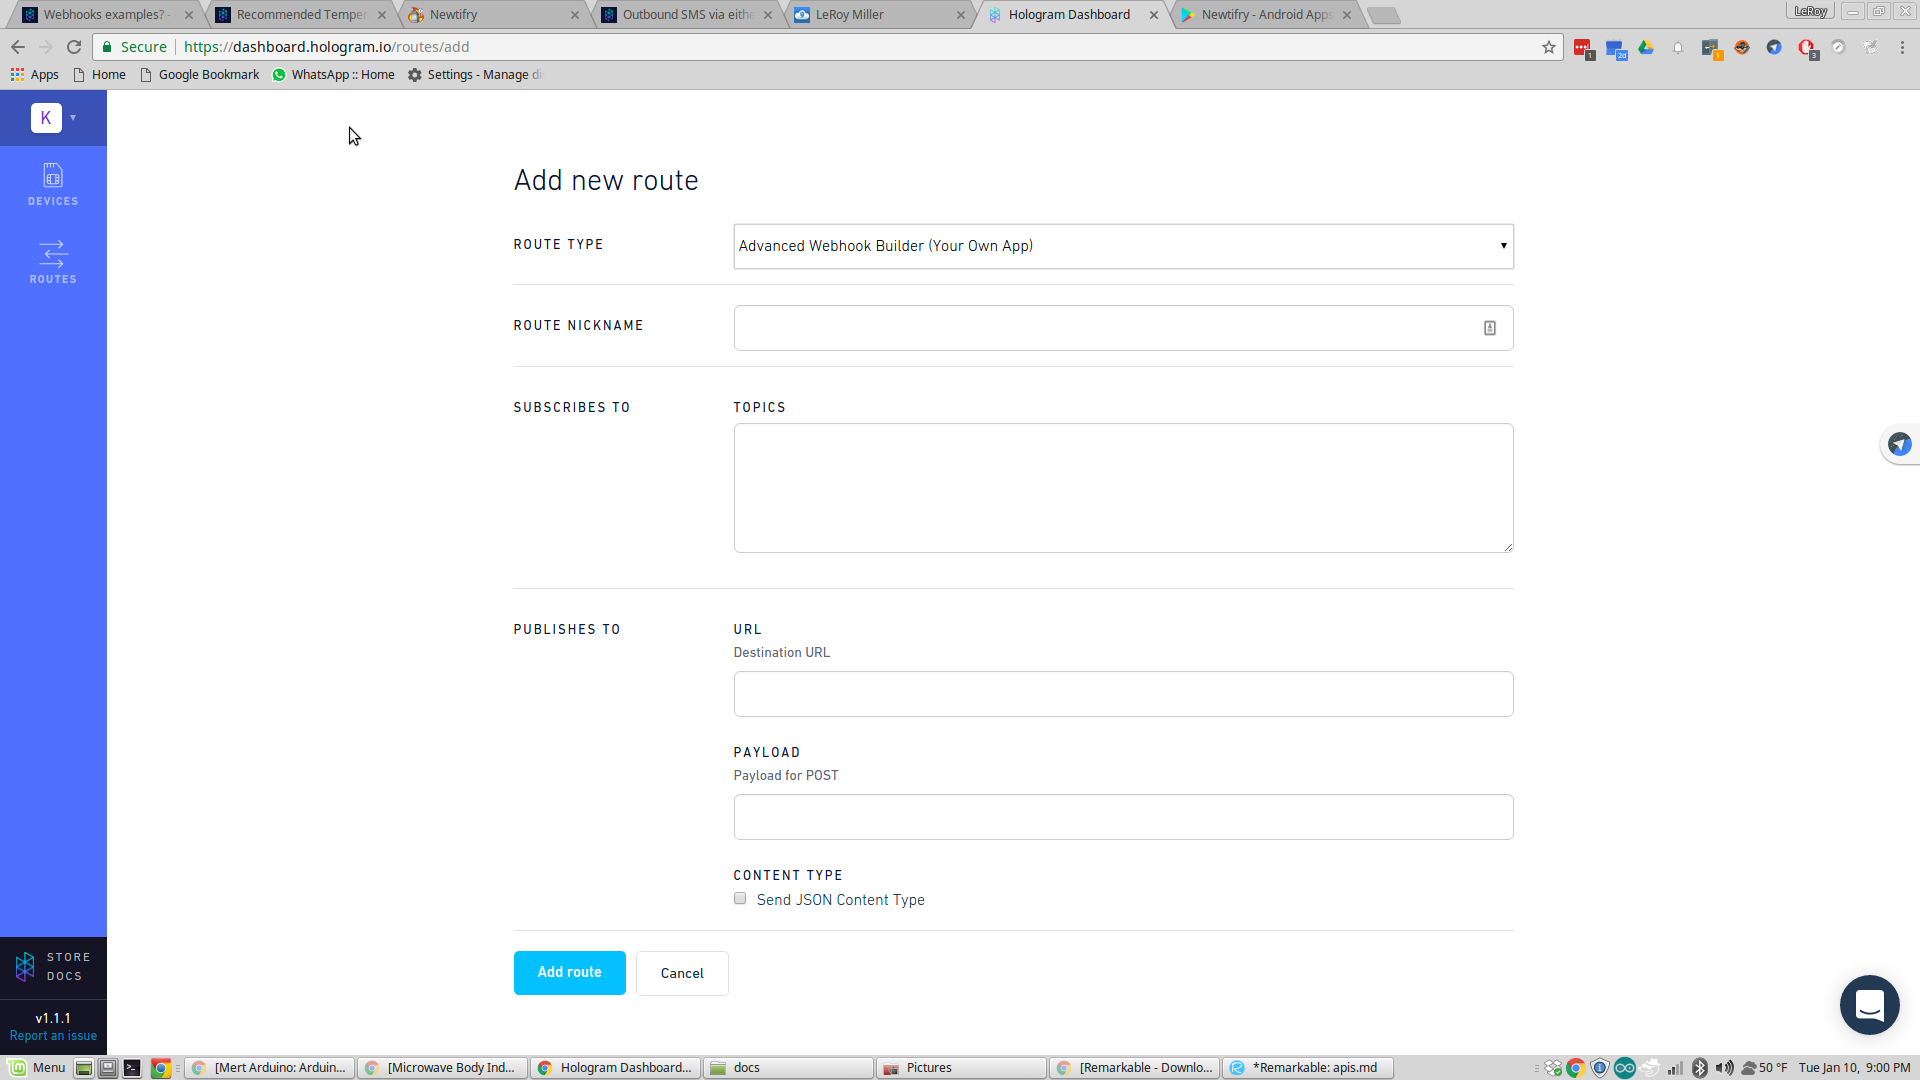 Webhooks examples? -
Recommended Temper
Newtifry
Outbound SMS via eithe
LeRoy Miller
Hologram Dashboard
Newtifry - Android Apps
LeRoy
Secure
https://dashboard.hologram.io/routes/add
1
2d
1
3
Apps
Home
Google Bookmark
WhatsApp :: Home
Settings - Manage di
K
DEVICES
ROUTES
Add new route
ROUTE TYPE
Advanced Webhook Builder (Your Own App)
ROUTE NICKNAME
SUBSCRIBES TO
TOPICS
PUBLISHES TO
URL
Destination URL
PAYLOAD
Payload for POST
CONTENT TYPE
Send JSON Content Type
Add route
Cancel
STORE
DOCS
v1.1.1
Report an issue
Menu
[Mert Arduino: Arduin...
[Microwave Body Ind...
Hologram Dashboard...
docs
Pictures
[Remarkable - Downlo...
*Remarkable: apis.md
50 °F
Tue Jan 10, 9:00 PM